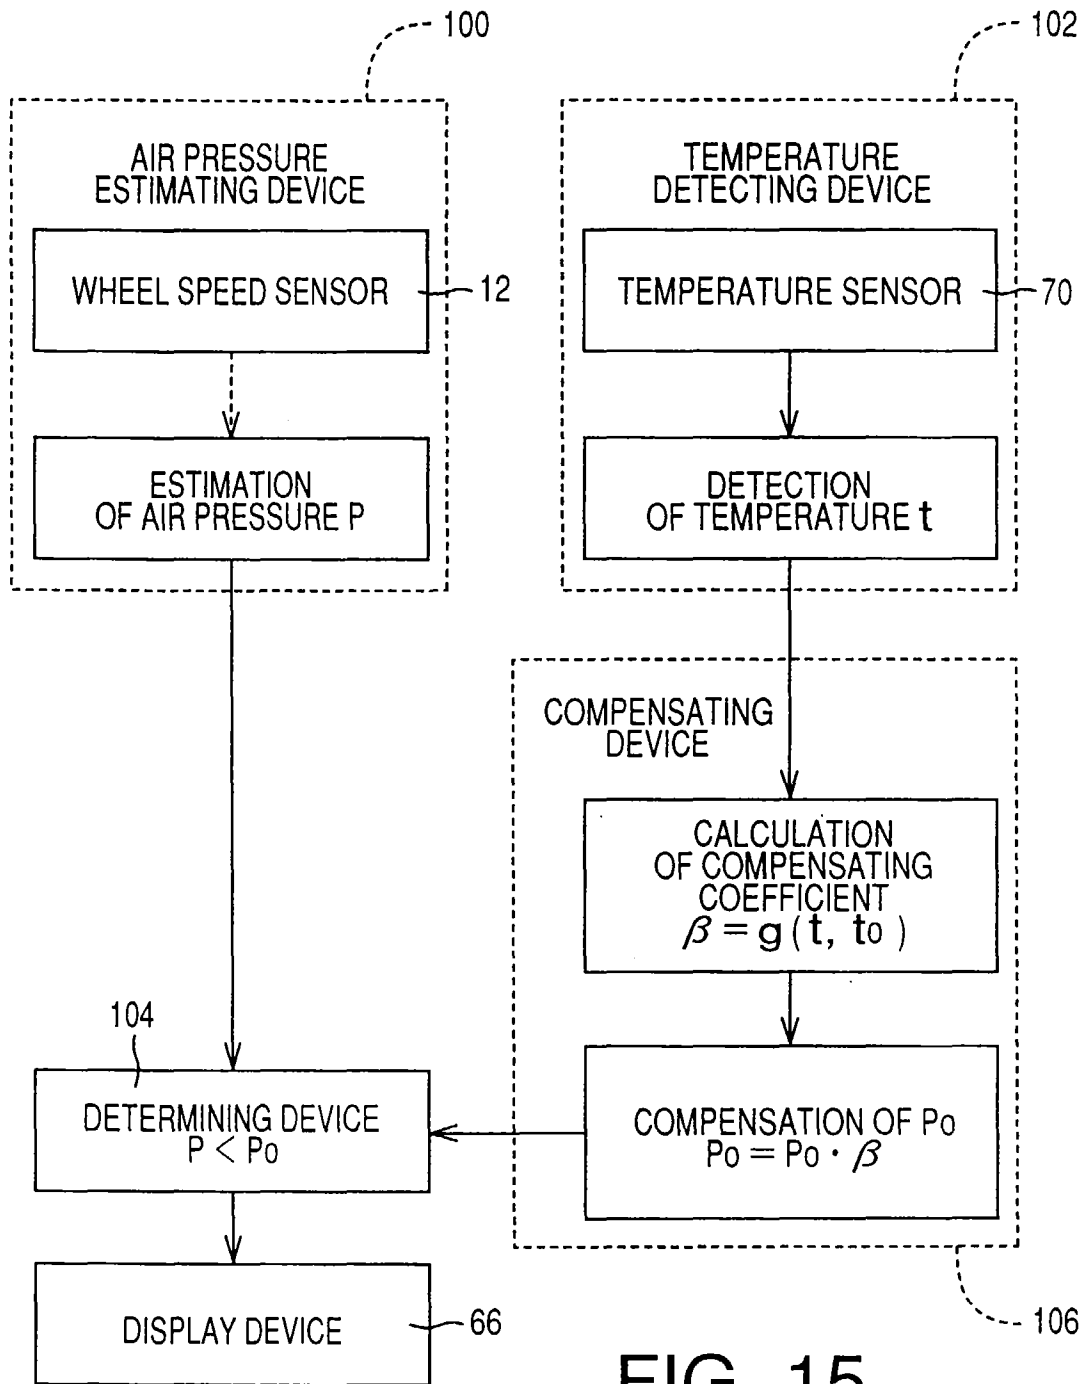 100
102
AIR PRESSURE
ESTIMATING DEVICE
WHEEL SPEED SENSOR
12
ESTIMATION
OF AIR PRESSURE P
TEMPERATURE
DETECTING DEVICE
TEMPERATURE SENSOR
70
DETECTION
OF TEMPERATURE t
COMPENSATING
DEVICE
CALCULATION
OF COMPENSATING
COEFFICIENT
β = g(t, to)
COMPENSATION OF Po
Po = Po · β
104
DETERMINING DEVICE
P < Po
DISPLAY DEVICE
66
106
FIG. 15